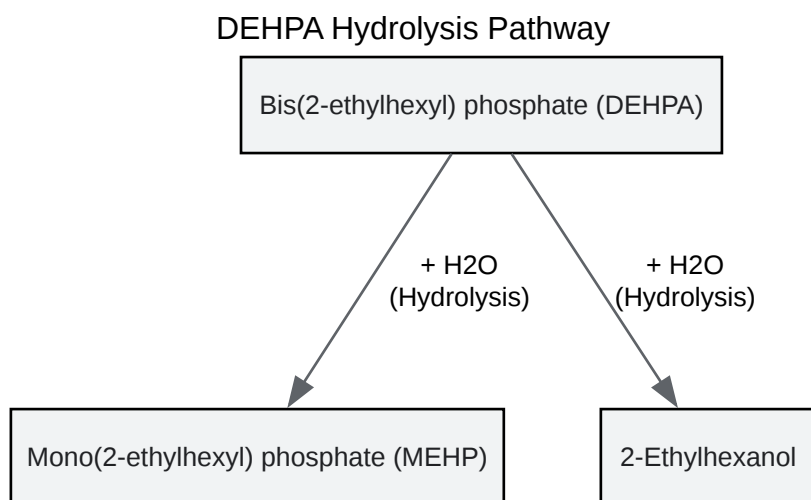 DEHPA Hydrolysis Pathway
Bis(2-ethylhexyl) phosphate (DEHPA)
+ H2O
(Hydrolysis)
+ H2O
(Hydrolysis)
Mono(2-ethylhexyl) phosphate (MEHP)
2-Ethylhexanol